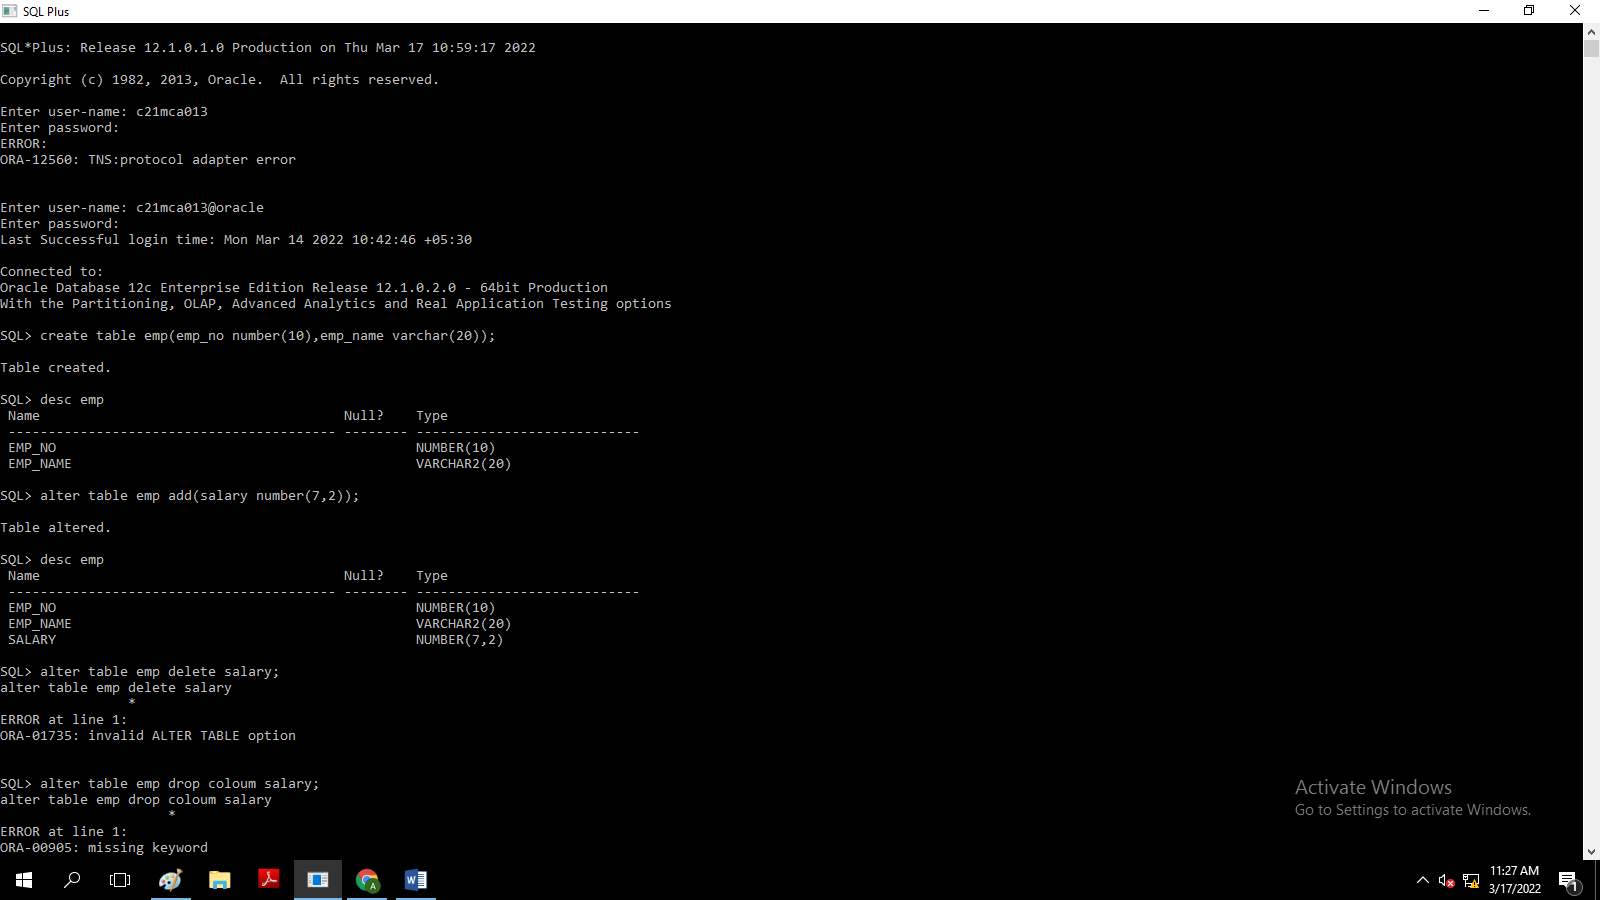 SQL Plus
SQL*Plus: Release 12.1.0.1.0 Production on Thu Mar 17 10:59:17 2022
Copyright (c) 1982, 2013, Oracle.  All rights reserved.
Enter user-name: c21mca013
Enter password:
ERROR:
ORA-12560: TNS:protocol adapter error
Enter user-name: c21mca013@oracle
Enter password:
Last Successful login time: Mon Mar 14 2022 10:42:46 +05:30
Connected to:
Oracle Database 12c Enterprise Edition Release 12.1.0.2.0 - 64bit Production
With the Partitioning, OLAP, Advanced Analytics and Real Application Testing options
SQL> create table emp(emp_no number(10),emp_name varchar(20));
Table created.
SQL> desc emp
 Name                                      Null?    Type
 ----------------------------------------- -------- ----------------------------
 EMP_NO                                             NUMBER(10)
 EMP_NAME                                           VARCHAR2(20)
SQL> alter table emp add(salary number(7,2));
Table altered.
SQL> desc emp
 Name                                      Null?    Type
 ----------------------------------------- -------- ----------------------------
 EMP_NO                                             NUMBER(10)
 EMP_NAME                                           VARCHAR2(20)
 SALARY                                             NUMBER(7,2)
SQL> alter table emp delete salary;
alter table emp delete salary
                *
ERROR at line 1:
ORA-01735: invalid ALTER TABLE option
SQL> alter table emp drop coloum salary;
alter table emp drop coloum salary
                     *
ERROR at line 1:
ORA-00905: missing keyword
Activate Windows
Go to Settings to activate Windows.
A
W
11:27 AM
3/17/2022
1